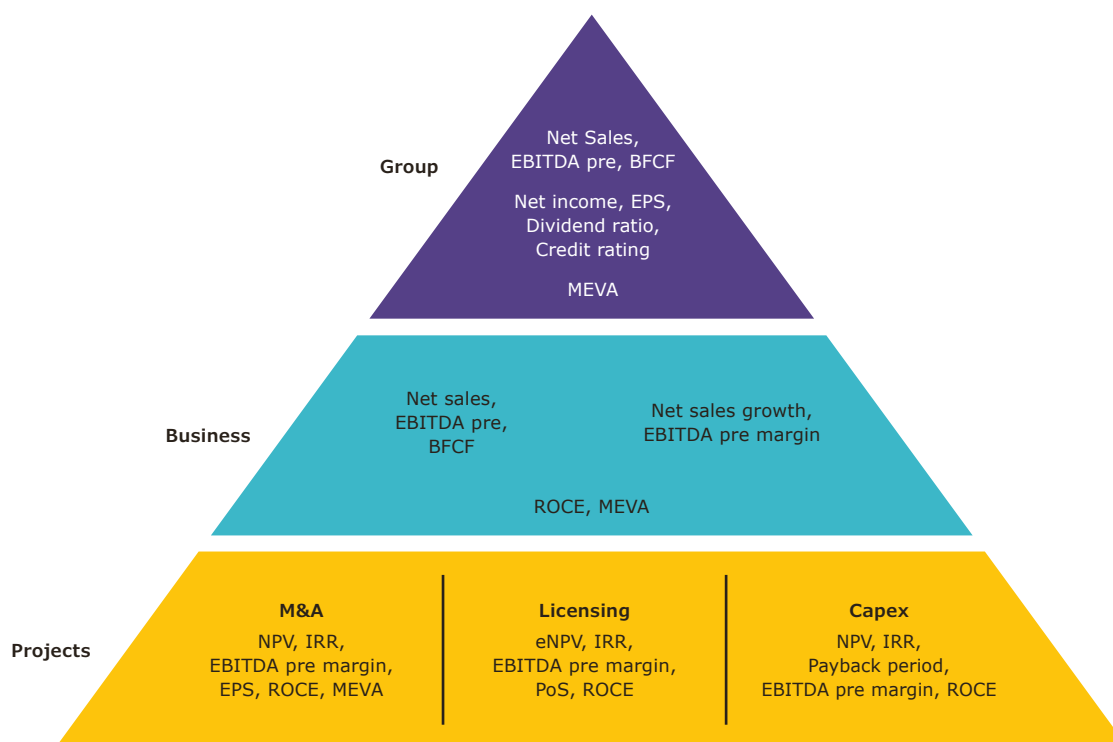 Group
Net Sales,
EBITDA pre, BFCF
Net income, EPS,
Dividend ratio,
Credit rating
MEVA
Business
Net sales,
EBITDA pre,
BFCF
Net sales growth,
EBITDA pre margin
ROCE, MEVA
Projects
M&A
NPV, IRR,
EBITDA pre margin,
EPS, ROCE, MEVA
Licensing
eNPV, IRR,
EBITDA pre margin,
PoS, ROCE
Capex
NPV, IRR,
Payback period,
EBITDA pre margin, ROCE